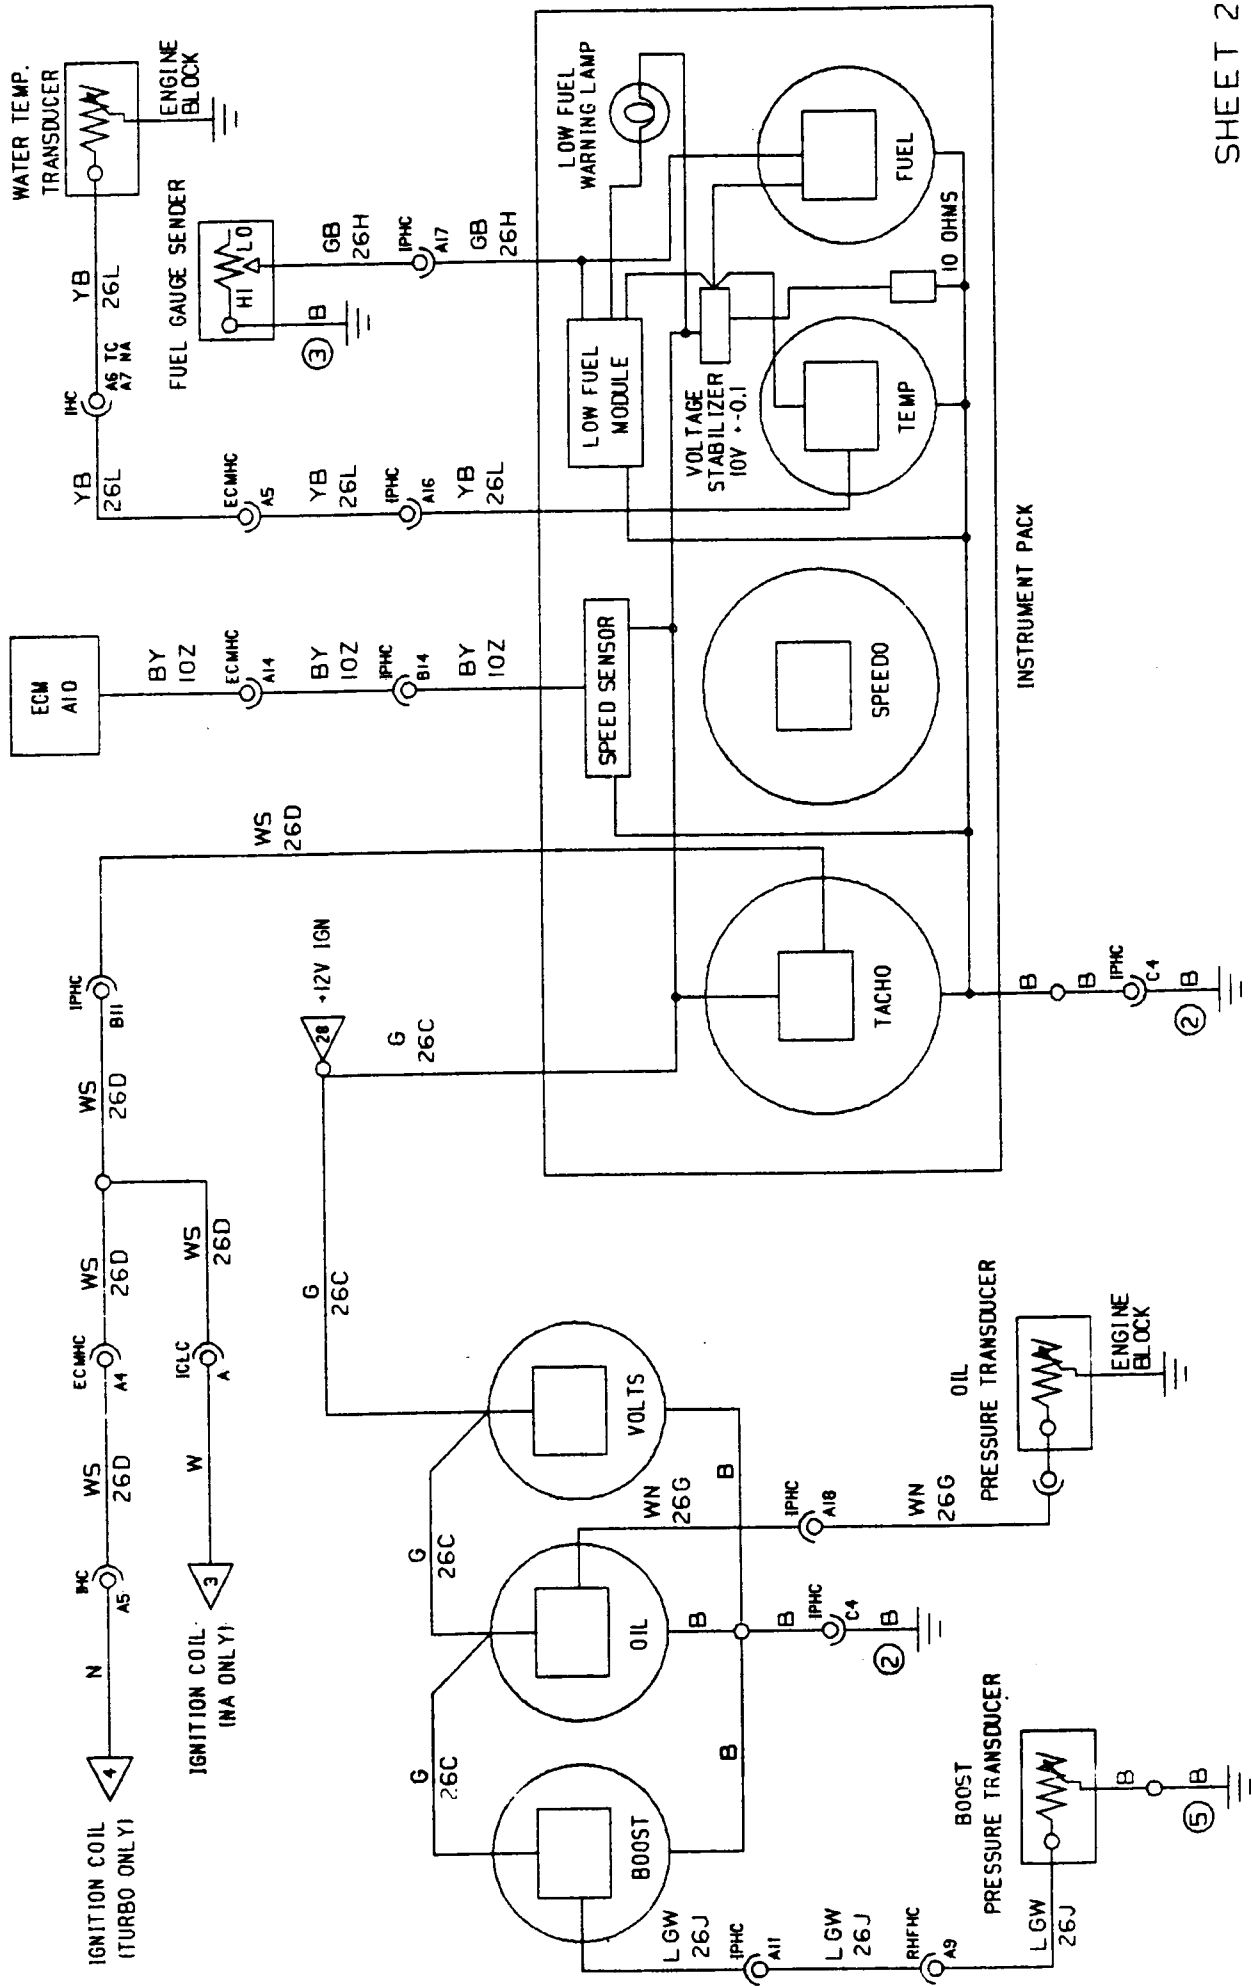 IGNITION COIL
(TURBO ONLY)
4
N
IHC
A5
WS
26D
ECMHC
A4
WS
26D
WS
26D
IPHC
B11
WS
26D
IGNITION COIL
(NA ONLY)
3
W
ICLC
A
WS
26D
ECM
A10
BY
10Z
ECMHC
A14
BY
10Z
IPHC
B14
BY
10Z
WATER TEMP.
TRANSDUCER
ENGINE
BLOCK
YB
26L
IHC
A6 TC
A7 NA
YB
26L
ECMHC
A5
YB
26L
IPHC
A16
YB
26L
FUEL GAUGE SENDER
HI
LO
B
3
GB
26H
IPHC
A17
GB
26H
28
+12V IGN
G
26C
G
26C
G
26C
G
26C
BOOST
OIL
VOLTS
B
B
B
B
IPHC
C4
B
2
WN
26G
IPHC
A18
WN
26G
OIL
PRESSURE TRANSDUCER
ENGINE
BLOCK
LGW
26J
IPHC
A11
LGW
26J
RHFHC
A9
LGW
26J
BOOST
PRESSURE TRANSDUCER
B
B
5
SPEED SENSOR
LOW FUEL
MODULE
LOW FUEL
WARNING LAMP
VOLTAGE
STABILIZER
10V +-0.1
TACHO
SPEEDO
TEMP
FUEL
10 OHMS
B
B
IPHC
C4
B
2
INSTRUMENT PACK
SHEET 2